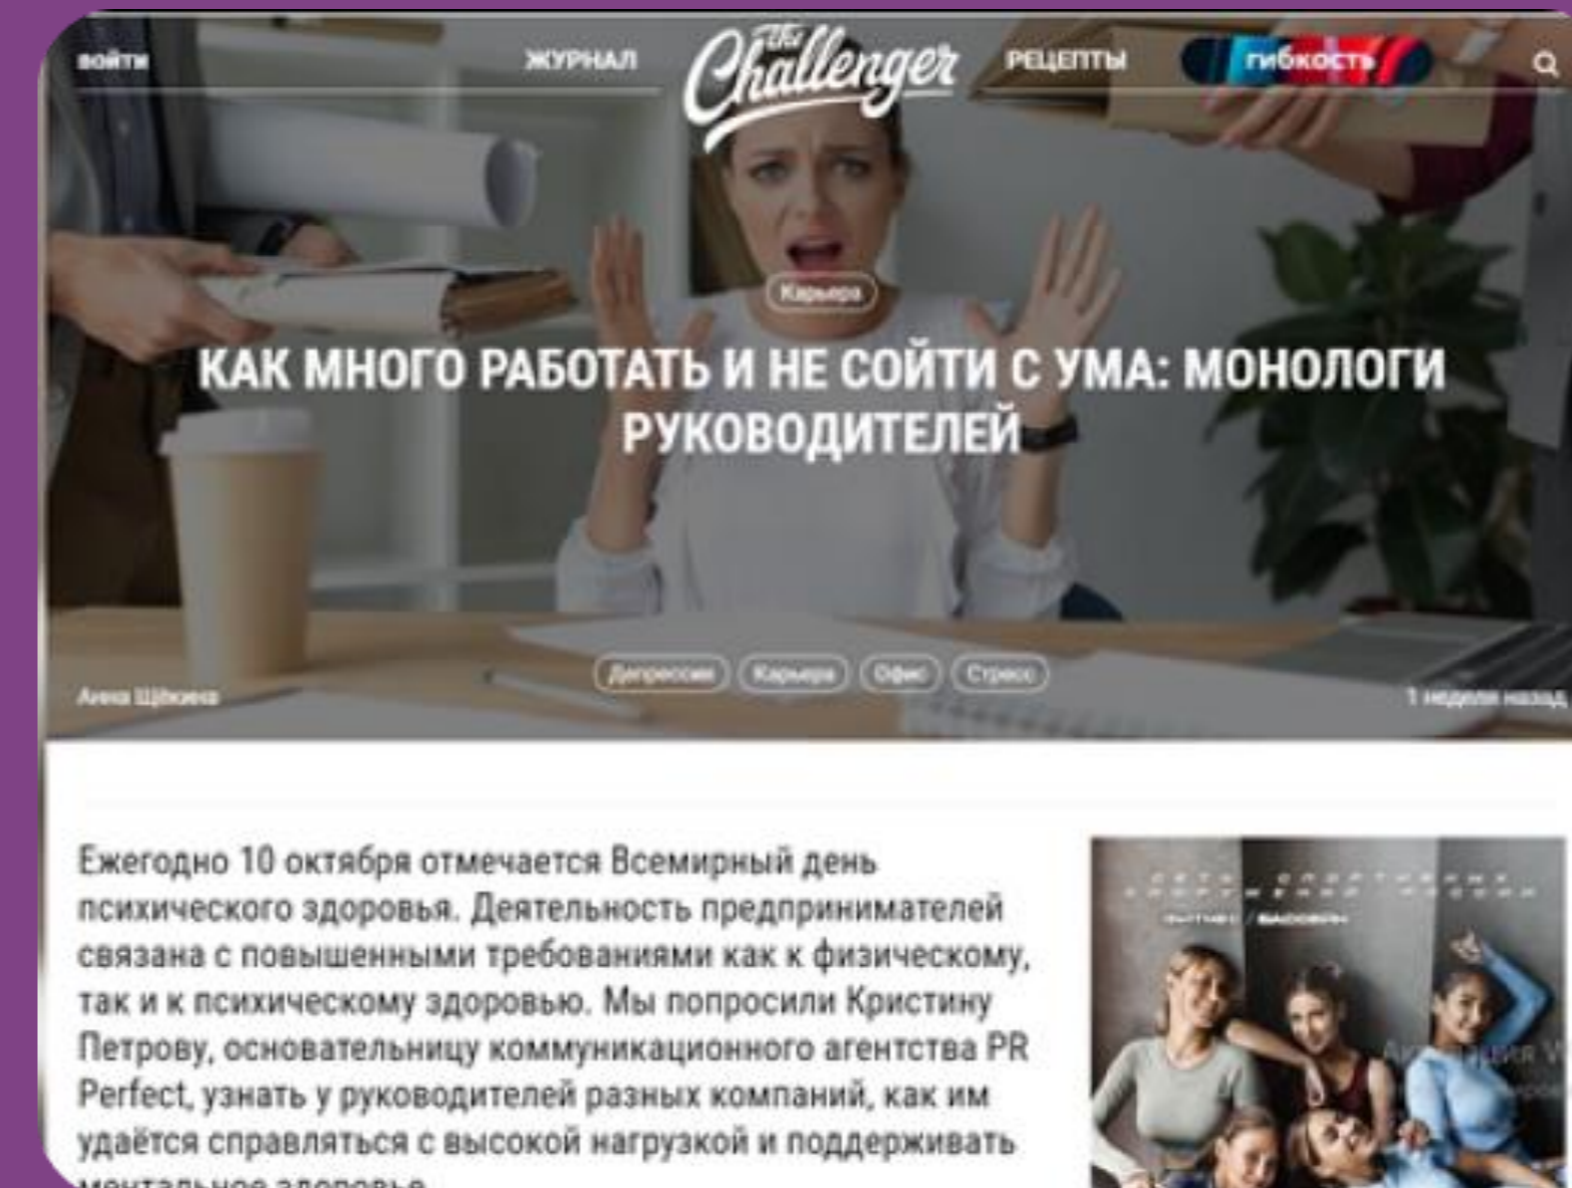 войти
ЖУРНАЛ
the
Challenger
РЕЦЕПТЫ
гибкость
Карьера
КАК МНОГО РАБОТАТЬ И НЕ СОЙТИ С УМА: МОНОЛОГИ
РУКОВОДИТЕЛЕЙ
Депрессия Карьера Офис Стресс
Анна Щёкина
1 неделя назад
Ежегодно 10 октября отмечается Всемирный день
психического здоровья. Деятельность предпринимателей
связана с повышенными требованиями как к физическому,
так и к психическому здоровью. Мы попросили Кристину
Петрову, основательницу коммуникационного агентства PR
Perfect, узнать у руководителей разных компаний, как им
удаётся справляться с высокой нагрузкой и поддерживать
ментальное здоровье